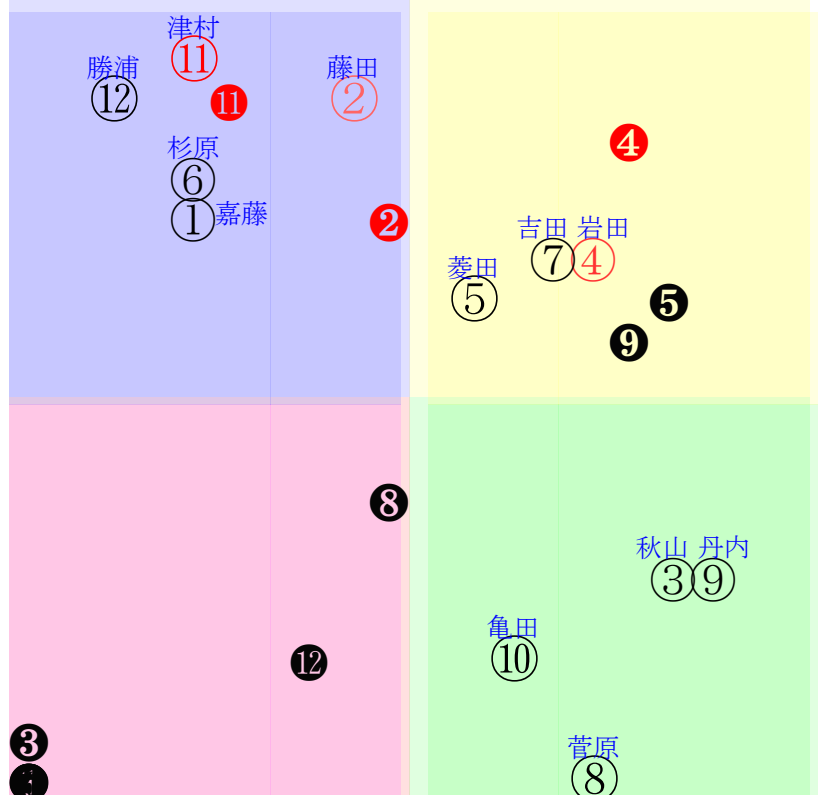 津村
⑪
勝浦
⑫
⓫
藤田
②
❹
杉原
⑥
① 嘉藤
❷
吉田 岩田
⑦④
菱田
⑤
❺
❾
❽
秋山 丹内
③⑨
亀田
⑩
⓬
❸
菅原
⑧